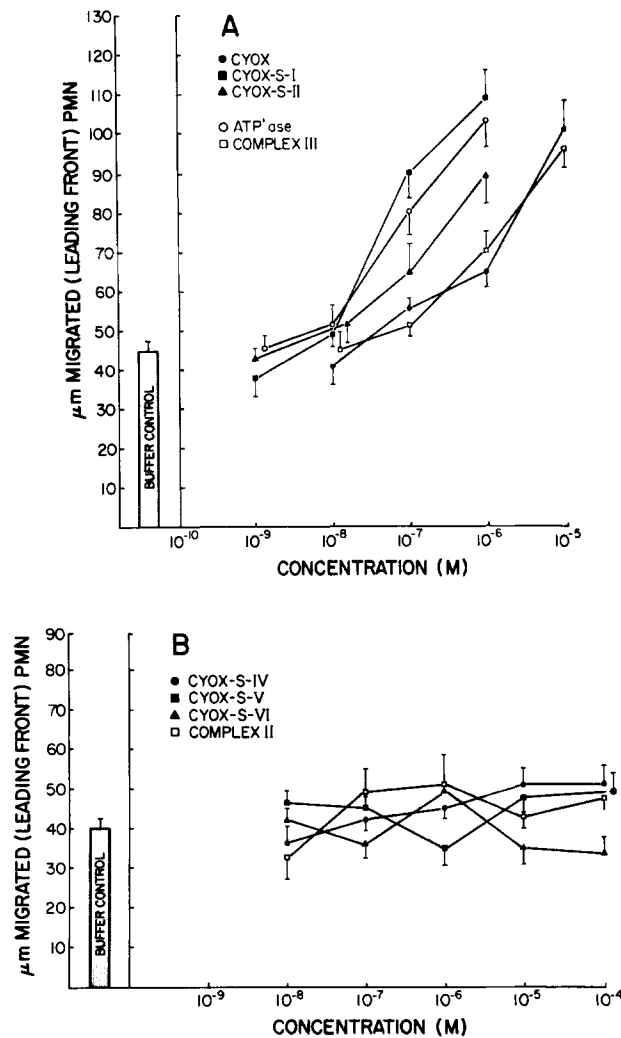 A
μm MIGRATED (LEADING FRONT) PMN
130
120
110
100
90
80
70
60
50
40
30
20
10
BUFFER CONTROL
● CYOX
■ CYOX-S-I
▲ CYOX-S-II
○ ATP'ase
□ COMPLEX III
10⁻¹⁰ 10⁻⁹ 10⁻⁸ 10⁻⁷ 10⁻⁶ 10⁻⁵
CONCENTRATION (M)
B
μm MIGRATED (LEADING FRONT) PMN
90
80
70
60
50
40
30
20
10
BUFFER CONTROL
● CYOX-S-IV
■ CYOX-S-V
▲ CYOX-S-VI
□ COMPLEX II
10⁻⁹ 10⁻⁸ 10⁻⁷ 10⁻⁶ 10⁻⁵ 10⁻⁴
CONCENTRATION (M)